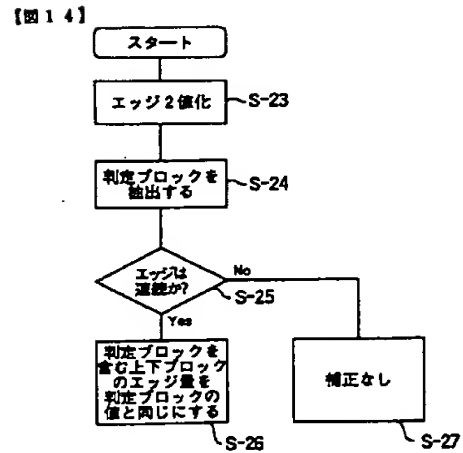 【図14】
スタート
エッジ2値化
S-23
判定ブロックを
抽出する
S-24
エッジは
連続か?
No
S-25
Yes
判定ブロックを
含む上下ブロック
のエッジ量を
判定ブロックの
値と同じにする
S-26
補正なし
S-27